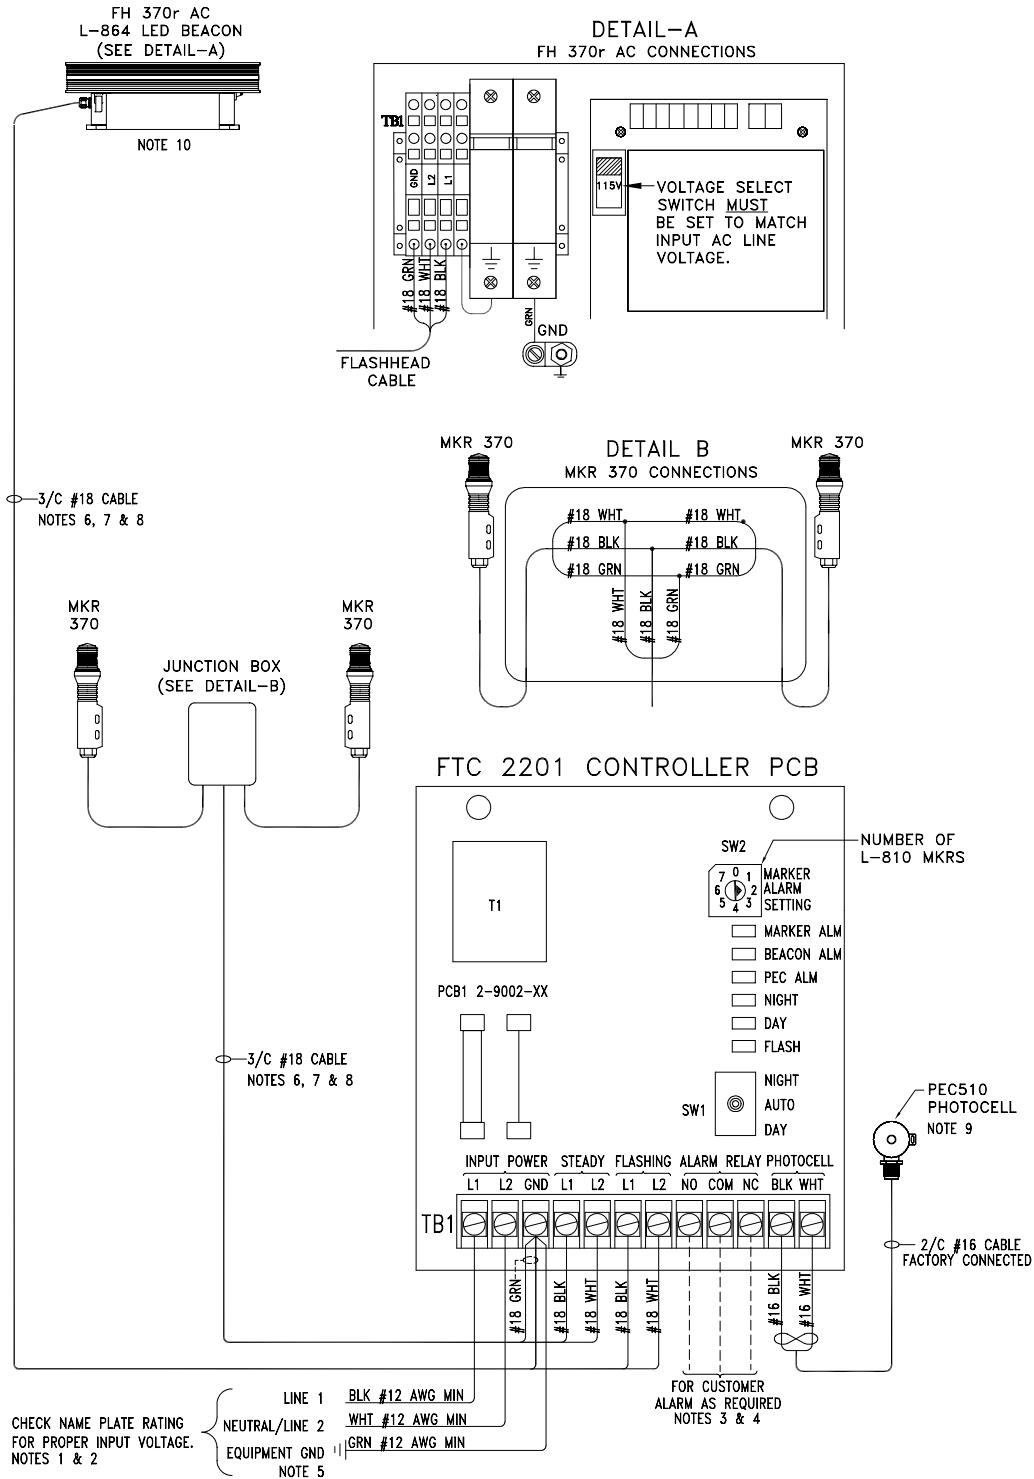 FH 370r AC
L-864 LED BEACON
(SEE DETAIL-A)
NOTE 10
DETAIL-A
FH 370r AC CONNECTIONS
TB1
GND
L2
L1
115V
VOLTAGE SELECT
SWITCH MUST
BE SET TO MATCH
INPUT AC LINE
VOLTAGE.
#18 GRN
#18 WHT
#18 BLK
GRN
GND
FLASHHEAD
CABLE
MKR 370
DETAIL B
MKR 370 CONNECTIONS
MKR 370
3/C #18 CABLE
NOTES 6, 7 & 8
#18 WHT
#18 WHT
#18 BLK
#18 BLK
#18 GRN
#18 GRN
#18 WHT
#18 BLK
#18 GRN
MKR
370
MKR
370
JUNCTION BOX
(SEE DETAIL-B)
FTC 2201 CONTROLLER PCB
NUMBER OF
L-810 MKRS
SW2
0
1
2
3
4
5
6
7
MARKER
ALARM
SETTING
T1
MARKER ALM
BEACON ALM
PEC ALM
NIGHT
DAY
FLASH
PCB1 2-9002-XX
3/C #18 CABLE
NOTES 6, 7 & 8
SW1
NIGHT
AUTO
DAY
PEC510
PHOTOCELL
NOTE 9
INPUT POWER
STEADY
FLASHING
ALARM RELAY
PHOTOCELL
L1 L2 GND L1 L2 L1 L2 NO COM NC BLK WHT
TB1
2/C #16 CABLE
FACTORY CONNECTED
#18 GRN
#18 BLK
#18 WHT
#18 BLK
#18 WHT
#16 BLK
#16 WHT
FOR CUSTOMER
ALARM AS REQUIRED
NOTES 3 & 4
CHECK NAME PLATE RATING
FOR PROPER INPUT VOLTAGE.
NOTES 1 & 2
LINE 1
BLK #12 AWG MIN
NEUTRAL/LINE 2
WHT #12 AWG MIN
EQUIPMENT GND
GRN #12 AWG MIN
NOTE 5